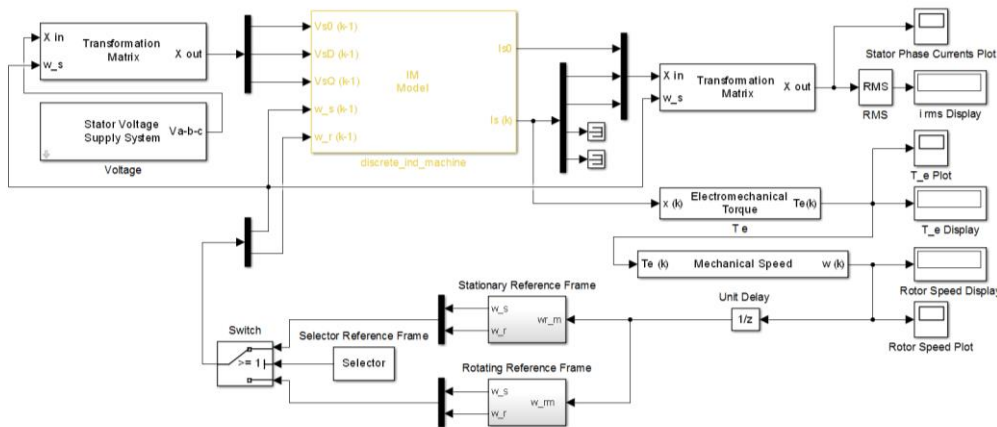 X in
w_s
Transformation
Matrix
X out
Stator Voltage
Supply System
Va-b-c
Voltage
Vs0 (k-1)
VsD (k-1)
VsQ (k-1)
w_s (k-1)
w_r (k-1)
IM
Model
Is0
Is (k)
discrete_ind_machine
X in
w_s
Transformation
Matrix
X out
Stator Phase Currents Plot
RMS
RMS
i rms Display
T_e Plot
x (k)
Electromechanical
Torque
Te(k)
T e
T_e Display
Te (k)
Mechanical Speed
w (k)
Rotor Speed Display
Unit Delay
1/z
Rotor Speed Plot
Stationary Reference Frame
w_s
w_r
wr_m
Switch
>= 1
Selector Reference Frame
Selector
Rotating Reference Frame
w_s
w_r
w_rm